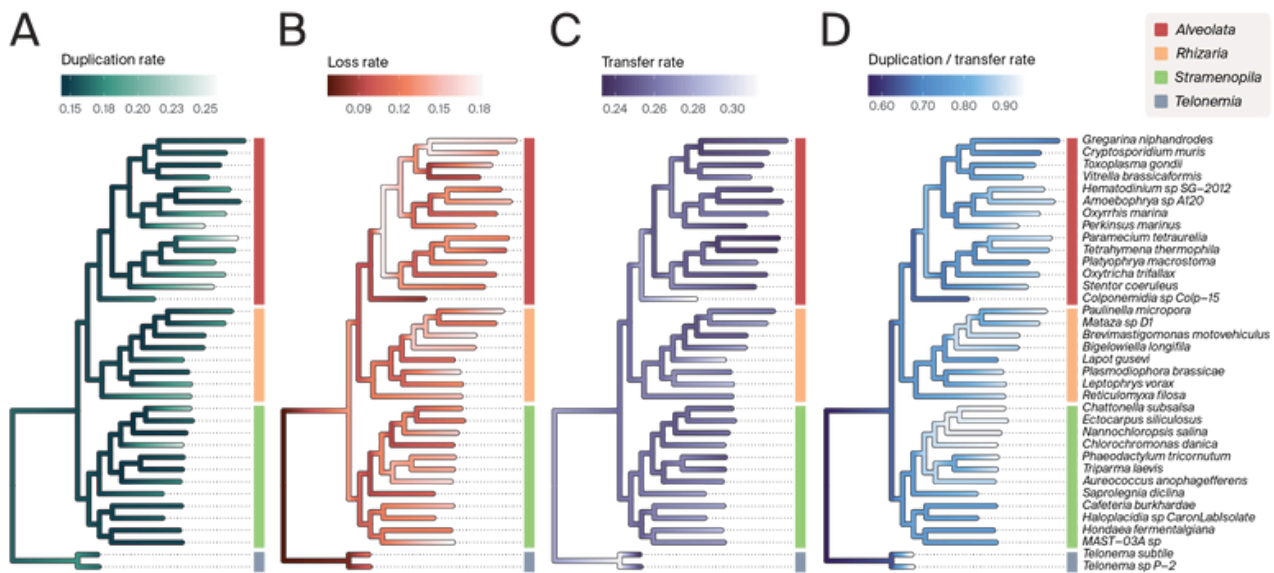 A
B
C
D
Duplication rate
0.15 0.18 0.20 0.23 0.25
Loss rate
0.09 0.12 0.15 0.18
Transfer rate
0.24 0.26 0.28 0.30
Duplication / transfer rate
0.60 0.70 0.80 0.90
Alveolata
Rhizaria
Stramenopila
Telonemia
Gregarina niphandrodes
Cryptosporidium muris
Toxoplasma gondii
Vitrella brassicaformis
Hematodinium sp SG-2012
Amoebophrya sp A120
Oxyrrhis marina
Perkinsus marinus
Paramecium tetraurelia
Tetrahymena thermophila
Platyophrya macrostoma
Oxytricha trifallax
Stentor coeruleus
Colponemidia sp Colp-15
Paulinella micropora
Mataza sp D1
Brevimastigomonas motovehiculus
Bigelowiella longifila
Lapot gusevi
Plasmodiophora brassicae
Leptophrys vorax
Reticulomyxa filosa
Chattonella subsalsa
Ectocarpus siliculosus
Nannochloropsis salina
Chlorochromonas danica
Phaeodactylum tricornutum
Triparma laevis
Aureococcus anophagefferens
Saprolegnia diclina
Cafeteria burkhardae
Haloplacidia sp CaronLabIsolate
Hondaea fermentalgiana
MAST-03A sp
Telonema subtile
Telonema sp P-2